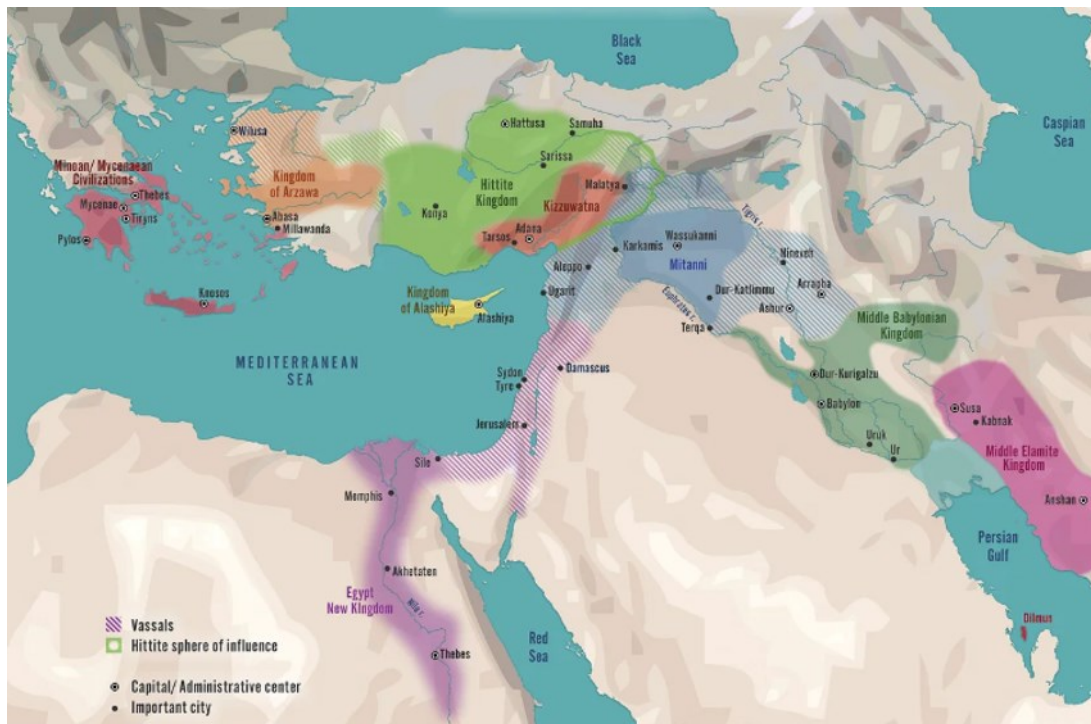 Black
Sea
Caspian
Sea
Wilusa
Hattusa
Samuha
Sarissa
Minoan/ Mycenaean
Civilizations
Thebes
Mycenae
Tiryns
Pylos
Kingdom
of Arzawa
Abasa
Millawanda
Konya
Hittite
Kingdom
Malatya
Kizzuwatna
Adana
Tarsos
Tigris r.
Karkamis
Wassukanni
Mitanni
Nineveh
Aleppo
Arrapha
Ugarit
Dur-Katlimmu
Ashur
Euphrates r.
Terqa
Knosos
Kingdom
of Alashiya
Alashiya
Middle Babylonian
Kingdom
MEDITERRANEAN
SEA
Damascus
Sydon
Tyre
Dur-Kurigalzu
Babylon
Susa
Kabnak
Jerusalem
Uruk
Ur
Middle Elamite
Kingdom
Sile
Memphis
Anshan
Persian
Gulf
Akhetaten
Egypt
New Kingdom
Nile r.
Dilmun
Red
Sea
Thebes
Vassals
Hittite sphere of influence
Capital/ Administrative center
Important city